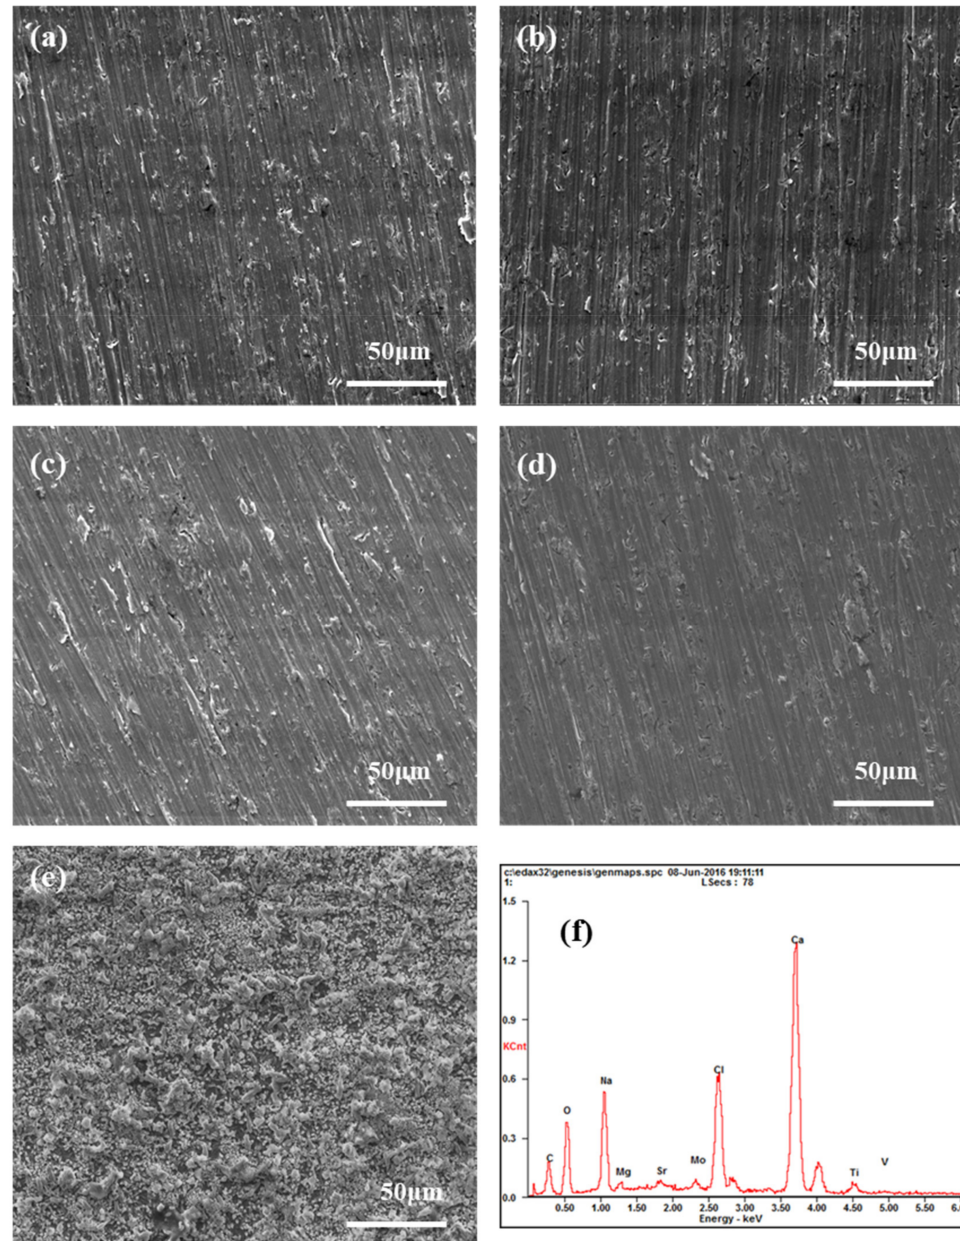 (a)
(b)
50μm
50μm
(c)
(d)
50μm
50μm
(e)
50μm
c:\edax32\genesis\genmaps.spc 08-Jun-2016 19:11:11
1: LSecs : 78
1.5
(f)
Ca
1.2
0.9
KCnt
Cl
0.6
Na
O
0.3
C
Mg
Sr
Mo
Ti
V
0.0
0.50 1.00 1.50 2.00 2.50 3.00 3.50 4.00 4.50 5.00 5.50 6.0
Energy - keV